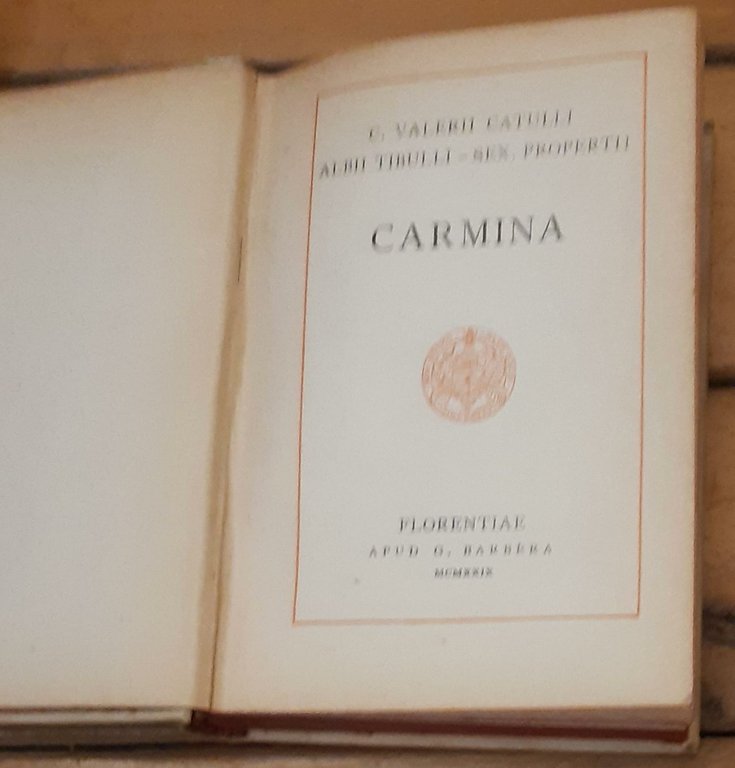 C. VALERII CATULLI
ALBII TIBULLI - SEX. PROPERTII
CARMINA
FLORENTIAE
APUD G. BARBÈRA
MCMXXIX